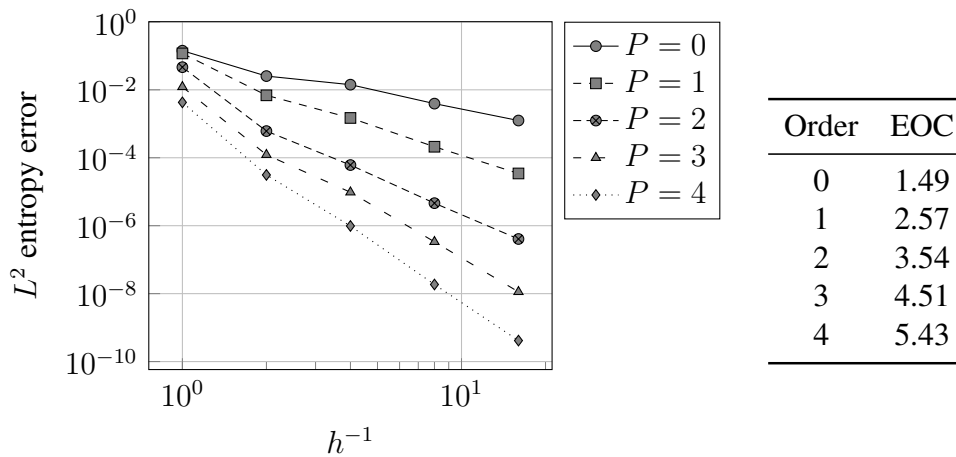 10^0
10^{-2}
10^{-4}
10^{-6}
10^{-8}
10^{-10}
L^2 entropy error
10^0
10^1
h^{-1}
P = 0
P = 1
P = 2
P = 3
P = 4
Order EOC
0 1.49
1 2.57
2 3.54
3 4.51
4 5.43